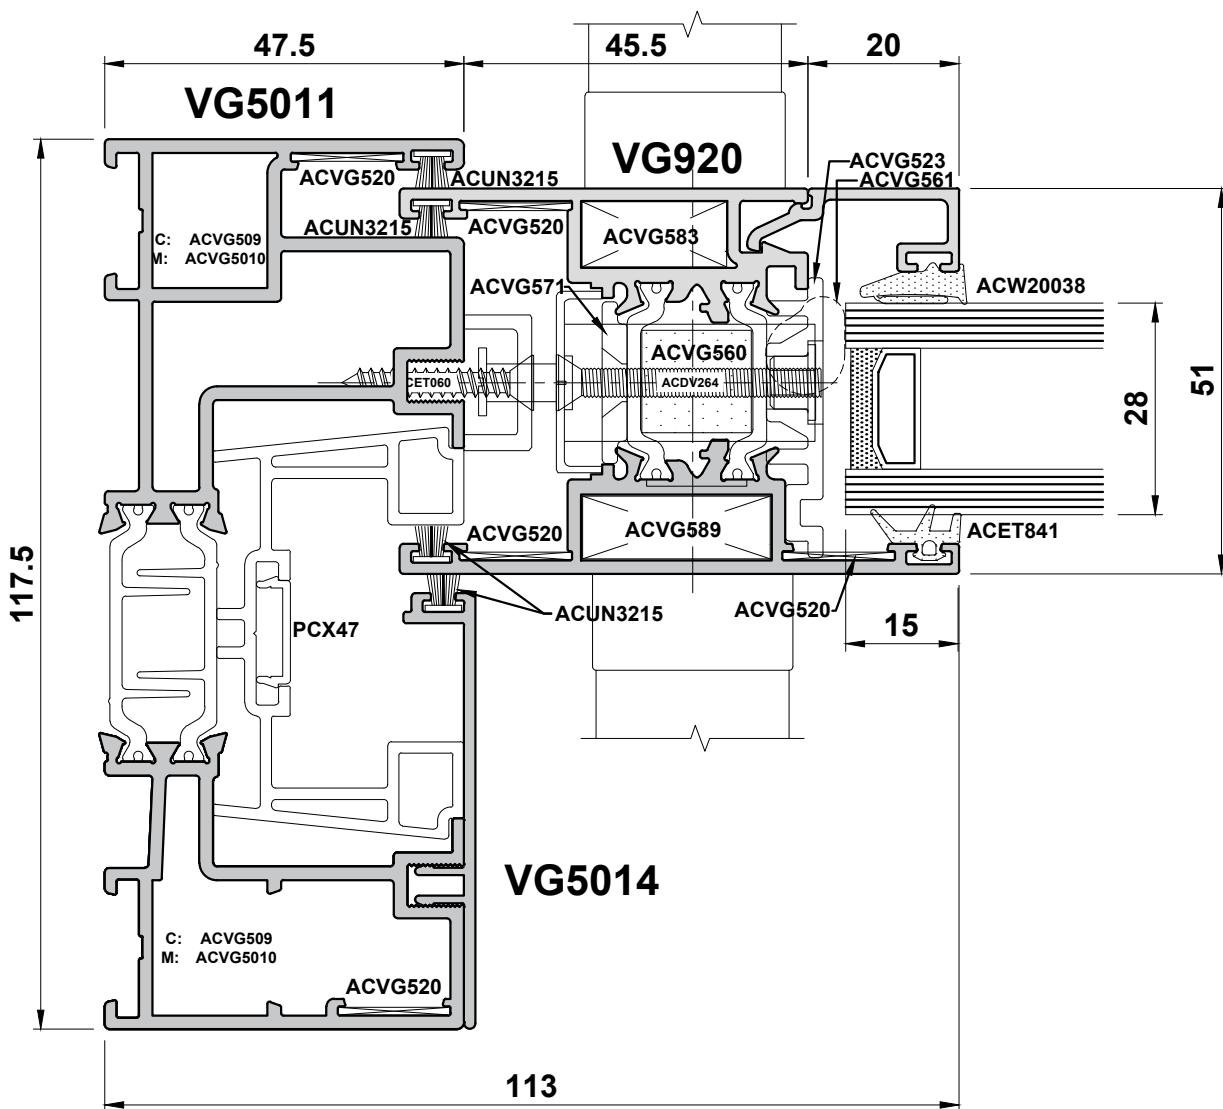 47.5
45.5
20
VG5011
VG920
ACVG523
ACVG561
ACVG520
ACUN3215
ACUN3215
ACVG520
C: ACVG509
M: ACVG5010
ACVG583
ACVG571
ACW20038
ACVG560
CET060
ACDV264
51
28
ACVG520
ACVG589
ACET841
117.5
ACUN3215
ACVG520
15
PCX47
VG5014
C: ACVG509
M: ACVG5010
ACVG520
113